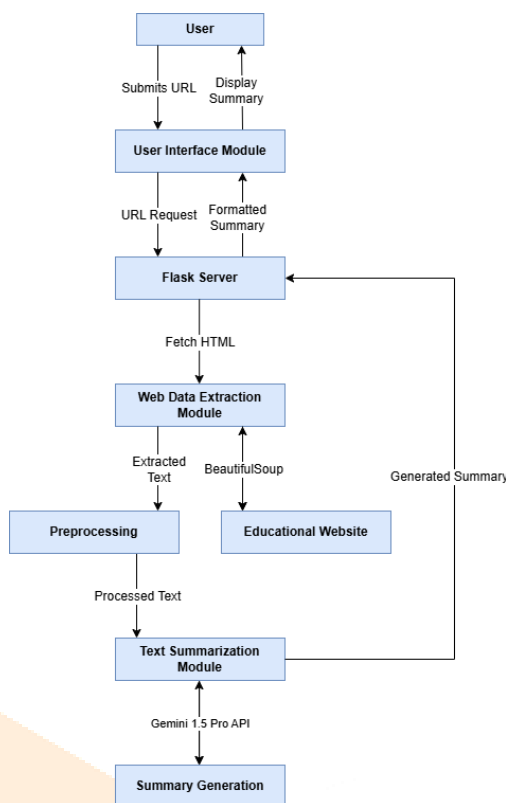 User
Submits URL
Display
Summary
User Interface Module
URL Request
Formatted
Summary
Flask Server
Fetch HTML
Web Data Extraction
Module
Extracted
Text
BeautifulSoup
Generated Summary
Preprocessing
Educational Website
Processed Text
Text Summarization
Module
Gemini 1.5 Pro API
Summary Generation